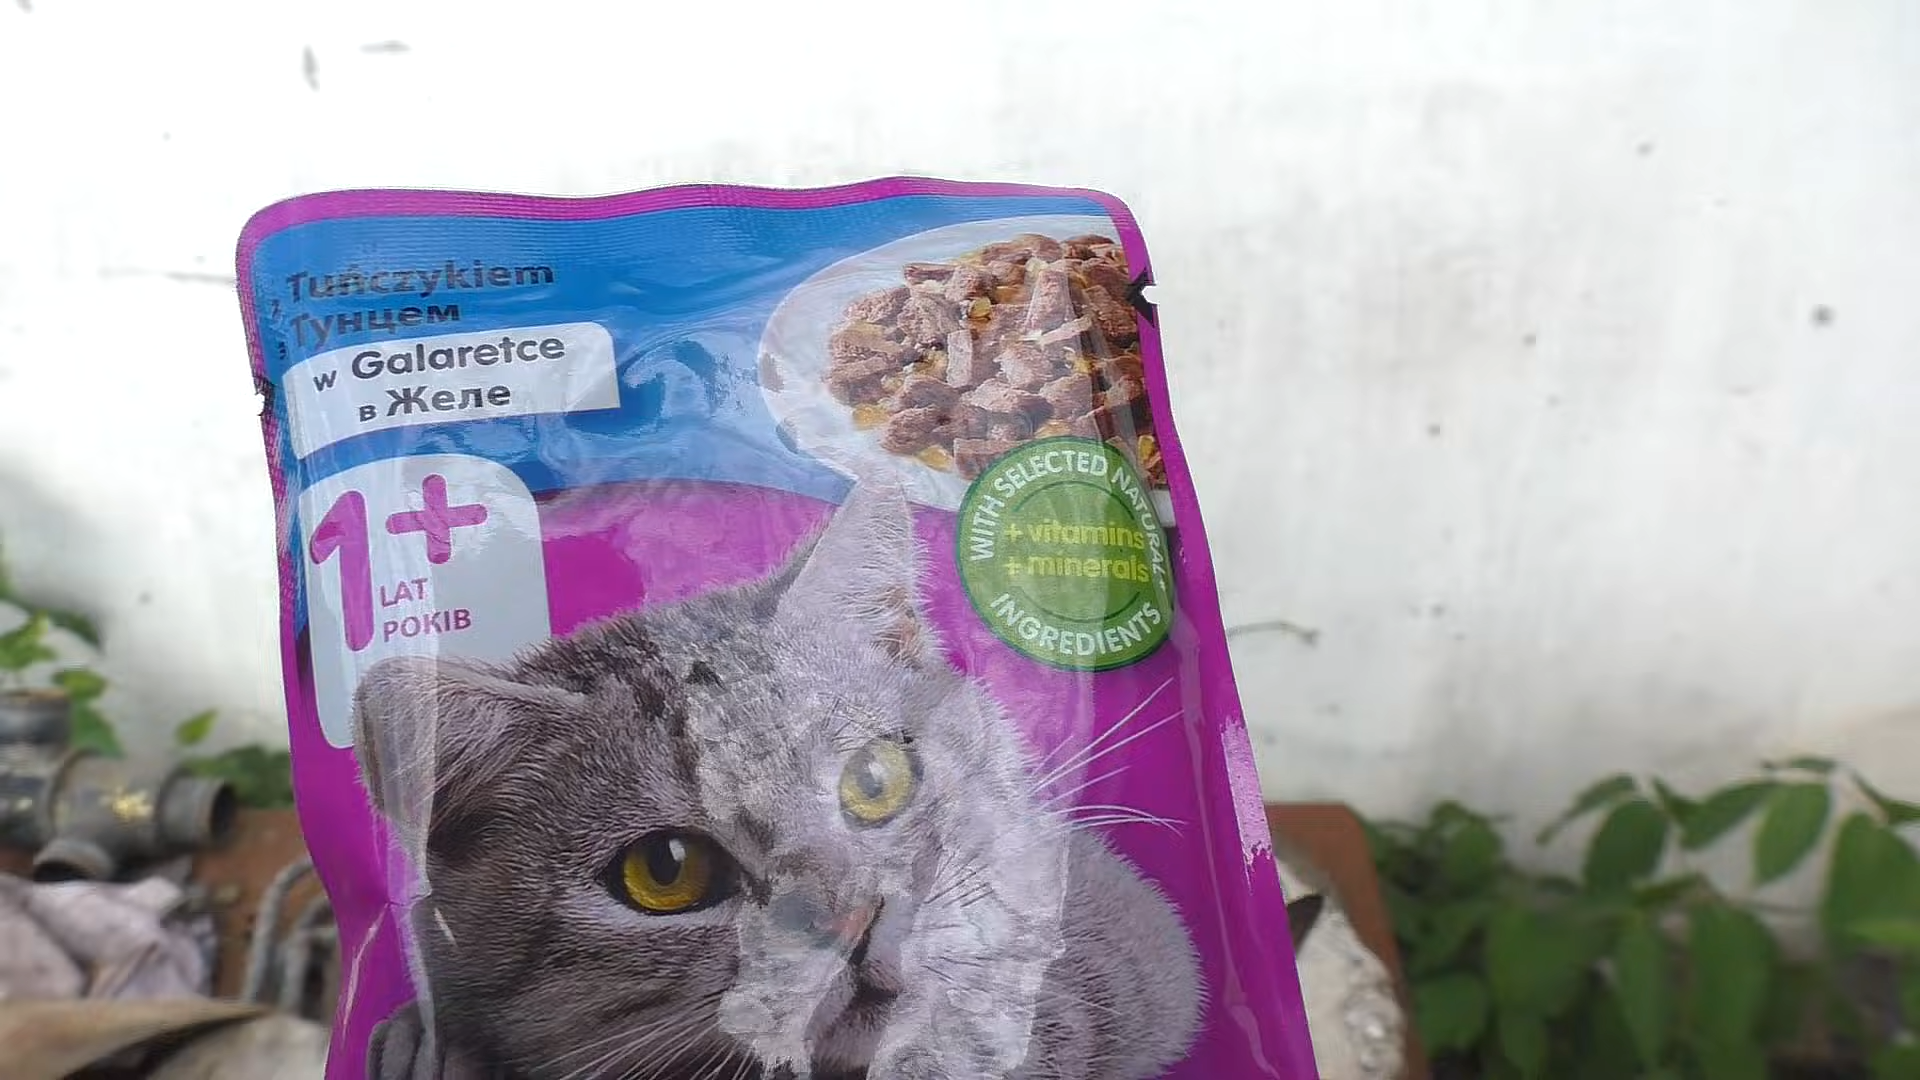 Tuńczykiem
Тунцем
w Galaretce
в Желе
1+
LAT
РОКІВ
WITH SELECTED NATURAL
+ vitamins
+ minerals
INGREDIENTS